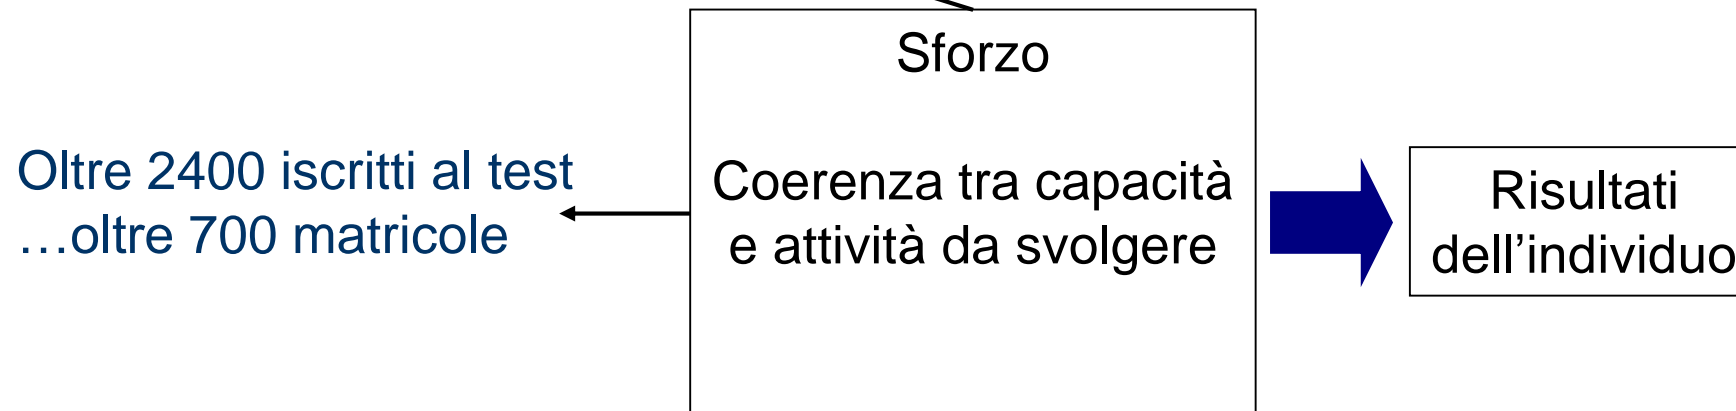 Sforzo
Oltre 2400 iscritti al test
…oltre 700 matricole
Coerenza tra capacità
e attività da svolgere
Risultati
dell’individuo